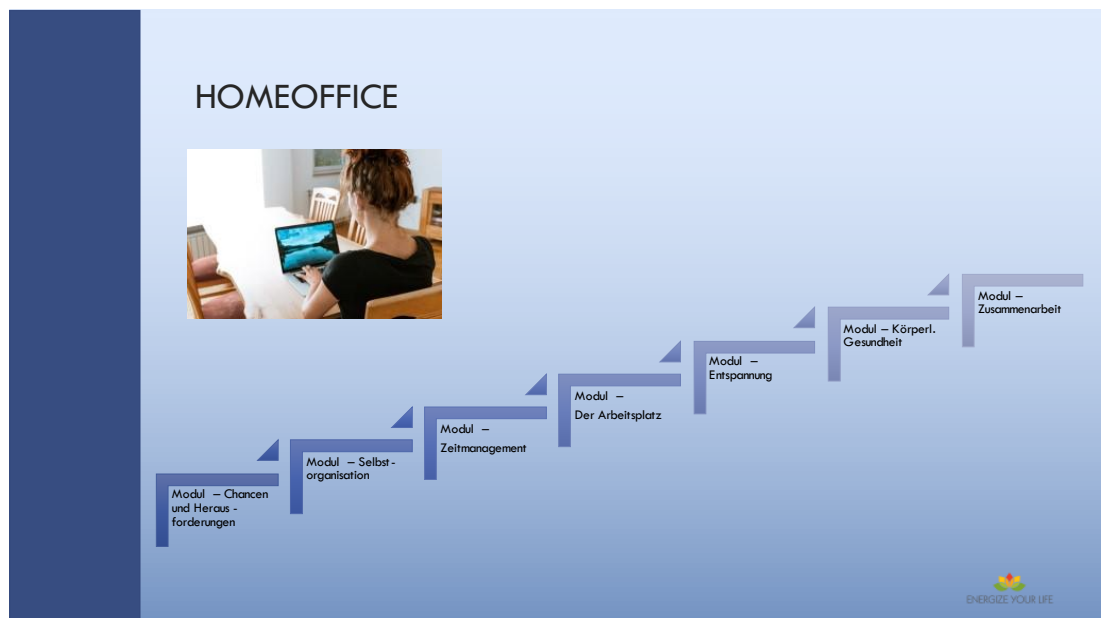 HOMEOFFICE
Modul – Chancen
und Heraus -
forderungen
Modul – Selbst-
organisation
Modul –
Zeitmanagement
Modul –
Der Arbeitsplatz
Modul –
Entspannung
Modul – Körperl.
Gesundheit
Modul –
Zusammenarbeit
ENERGIZE YOUR LIFE